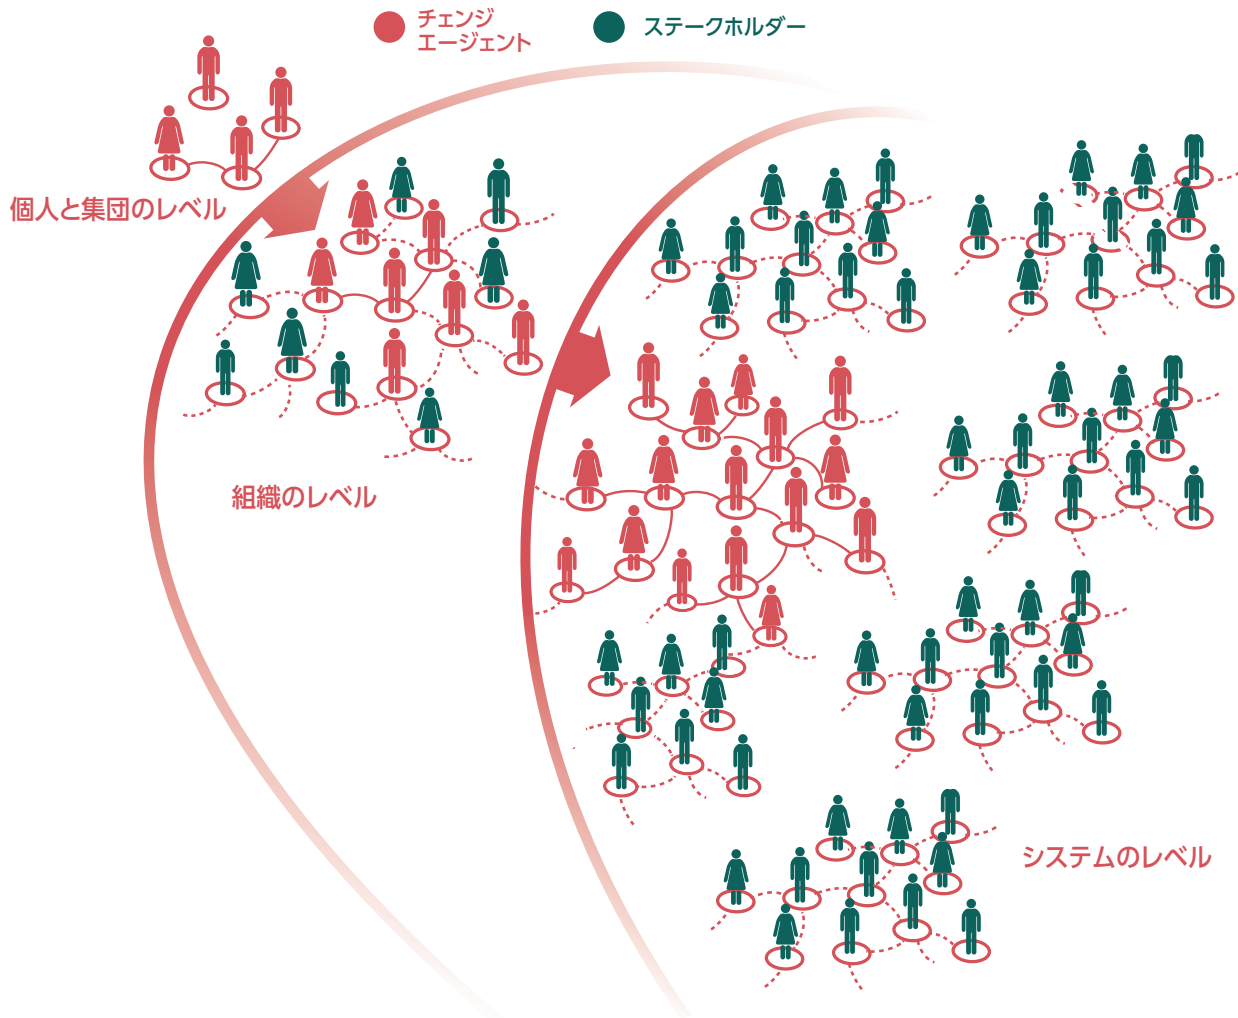 チェンジ
エージェント
ステークホルダー
個人と集団のレベル
組織のレベル
システムのレベル